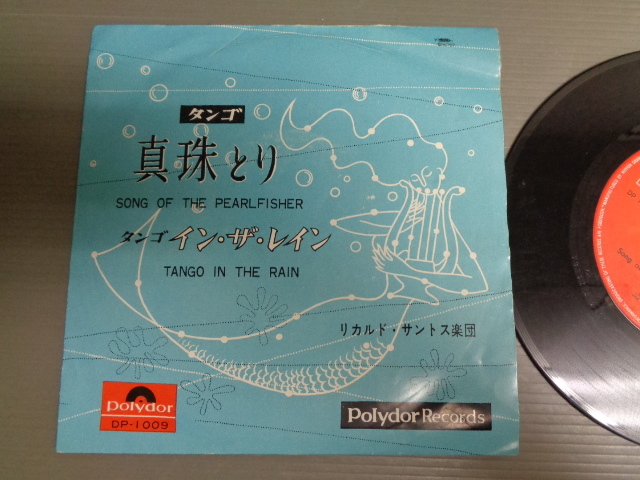 タンゴ
真珠とり
SONG OF THE PEARLFISHER
タンゴ イン・ザ・レイン
TANGO IN THE RAIN
リカルド・サントス楽団
Polydor
DP-1009
Polydor Records
Song